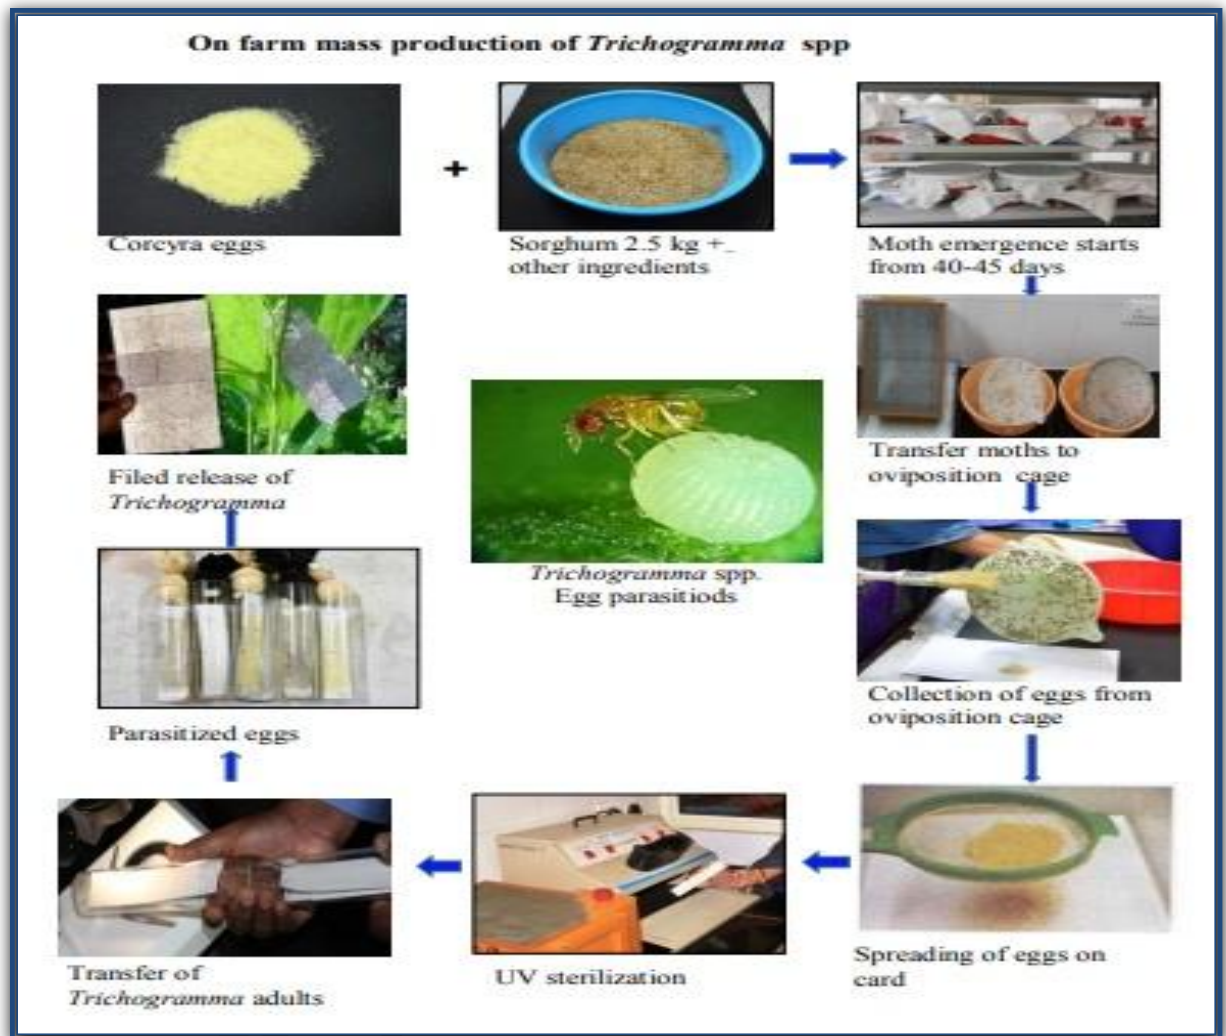 On farm mass production of Trichogramma spp
+
Corcyra eggs
Sorghum 2.5 kg +
other ingredients
Moth emergence starts
from 40-45 days
Transfer moths to
oviposition cage
Filed release of
Trichogramma
Trichogramma spp.
Egg parasitiods
Collection of eggs from
oviposition cage
Parasitized eggs
Spreading of eggs on
card
UV sterilization
Transfer of
Trichogramma adults